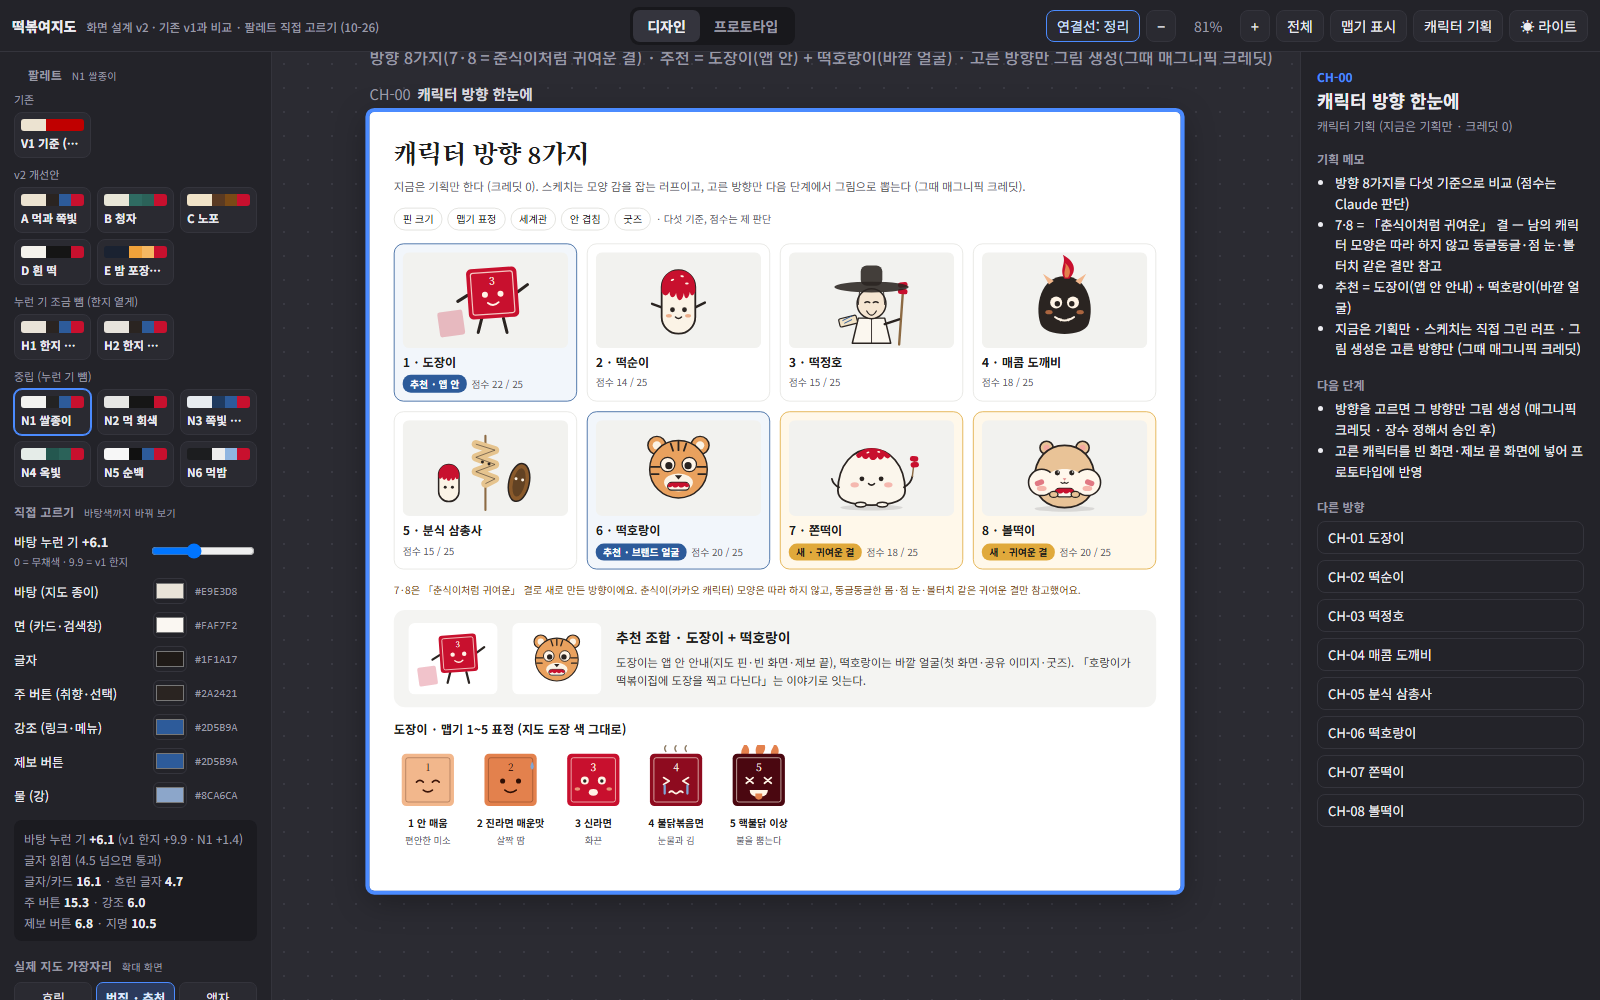 떡볶여지도 화면 설계 v2 · 기존 v1과 비교 · 팔레트 직접 고르기 (10-26)
디자인 프로토타입
연결선: 정리 − 81% + 전체 맵기 표시 캐릭터 기획 ☀ 라이트
팔레트 N1 쌀종이
기존
V1 기준 (···
v2 개선안
A 먹과 쪽빛 B 청자 C 노포
D 흰 떡 E 밤 포장···
누런 기 조금 뺌 (한지 옅게)
H1 한지 ··· H2 한지 ···
중립 (누런 기 뺌)
N1 쌀종이 N2 먹 회색 N3 쪽빛 ···
N4 옥빛 N5 순백 N6 먹밤
직접 고르기 바탕색까지 바꿔 보기
바탕 누런 기 +6.1
0 = 무채색 · 9.9 = v1 한지
바탕 (지도 종이) #E9E3D8
면 (카드·검색창) #FAF7F2
글자 #1F1A17
주 버튼 (취향·선택) #2A2421
강조 (링크·메뉴) #2D5B9A
제보 버튼 #2D5B9A
물 (강) #8CA6CA
바탕 누런 기 +6.1 (v1 한지 +9.9 · N1 +1.4)
글자 읽힘 (4.5 넘으면 통과)
글자/카드 16.1 · 흐린 글자 4.7
주 버튼 15.3 · 강조 6.0
제보 버튼 6.8 · 지명 10.5
실제 지도 가장자리 확대 화면
흐림 번짐 · 추천 액자
방향 8가지(7·8 = 춘식이처럼 귀여운 결) · 추천 = 도장이(앱 안) + 떡호랑이(바깥 얼굴) · 고른 방향만 그림 생성(그때 매그니픽 크레딧)
CH-00 캐릭터 방향 한눈에
캐릭터 방향 8가지
지금은 기획만 한다 (크레딧 0). 스케치는 모양 감을 잡는 러프이고, 고른 방향만 다음 단계에서 그림으로 뽑는다 (그때 매그니픽 크레딧).
핀 크기 맵기 표정 세계관 안 겹침 굿즈 · 다섯 기준, 점수는 제 판단
3
1 · 도장이
추천 · 앱 안 점수 22 / 25
2 · 떡순이
점수 14 / 25
3 · 떡정호
점수 15 / 25
4 · 매콤 도깨비
점수 18 / 25
5 · 분식 삼총사
점수 15 / 25
6 · 떡호랑이
추천 · 브랜드 얼굴 점수 20 / 25
7 · 쫀떡이
새 · 귀여운 결 점수 18 / 25
8 · 볼떡이
새 · 귀여운 결 점수 20 / 25
7·8은 「춘식이처럼 귀여운」 결로 새로 만든 방향이에요. 춘식이(카카오 캐릭터) 모양은 따라 하지 않고, 동글동글한 몸·점 눈·볼터치 같은 귀여운 결만 참고했어요.
3
추천 조합 · 도장이 + 떡호랑이
도장이는 앱 안 안내(지도 핀·빈 화면·제보 끝), 떡호랑이는 바깥 얼굴(첫 화면·공유 이미지·굿즈). 「호랑이가
떡볶이집에 도장을 찍고 다닌다」는 이야기로 잇는다.
도장이 · 맵기 1~5 표정 (지도 도장 색 그대로)
1 2 3 4 5
1 안 매움 2 진라면 매운맛 3 신라면 4 불닭볶음면 5 핵불닭 이상
편안한 미소 살짝 땀 화끈 눈물과 김 불을 뿜는다
CH-00
캐릭터 방향 한눈에
캐릭터 기획 (지금은 기획만 · 크레딧 0)
기획 메모
• 방향 8가지를 다섯 기준으로 비교 (점수는
Claude 판단)
• 7·8 = 「춘식이처럼 귀여운」 결 — 남의 캐릭
터 모양은 따라 하지 않고 동글동글·점 눈·볼
터치 같은 결만 참고
• 추천 = 도장이(앱 안 안내) + 떡호랑이(바깥 얼
굴)
• 지금은 기획만 · 스케치는 직접 그린 러프 · 그
림 생성은 고른 방향만 (그때 매그니픽 크레딧)
다음 단계
• 방향을 고르면 그 방향만 그림 생성 (매그니픽
크레딧 · 장수 정해서 승인 후)
• 고른 캐릭터를 빈 화면·제보 끝 화면에 넣어 프
로토타입에 반영
다른 방향
CH-01 도장이
CH-02 떡순이
CH-03 떡정호
CH-04 매콤 도깨비
CH-05 분식 삼총사
CH-06 떡호랑이
CH-07 쫀떡이
CH-08 볼떡이